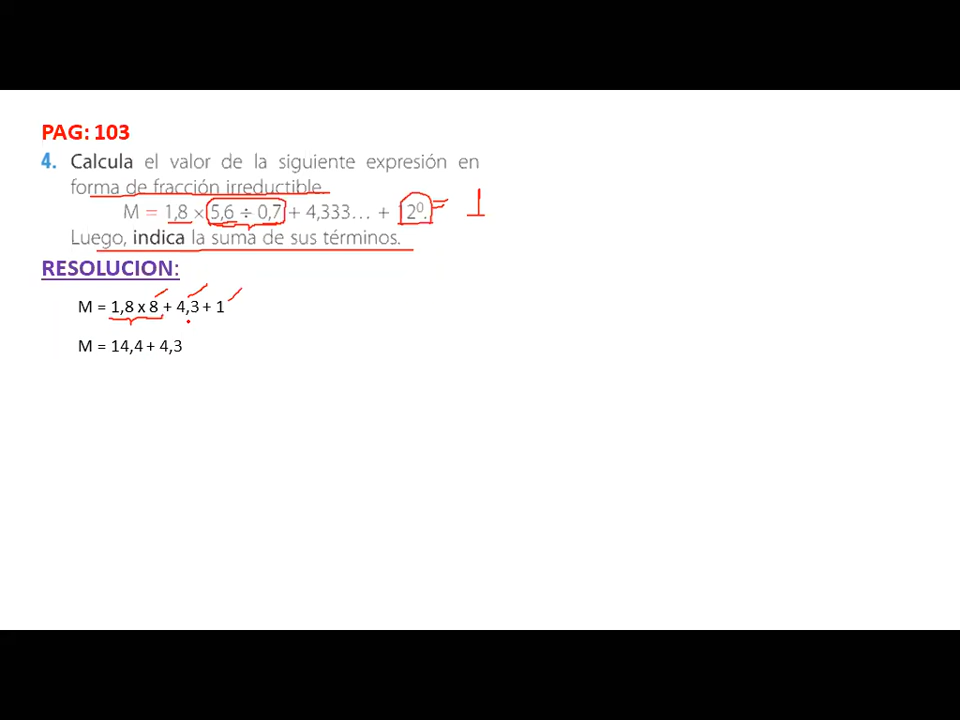 PAG: 103
4. Calcula el valor de la siguiente expresión en
forma de fracción irreductible.
M = 1,8 × 5,6 ÷ 0,7 + 4,333... + 2⁰. = 1
Luego, indica la suma de sus términos.
RESOLUCION:
M = 1,8 x 8 + 4,3 + 1
M = 14,4 + 4,3